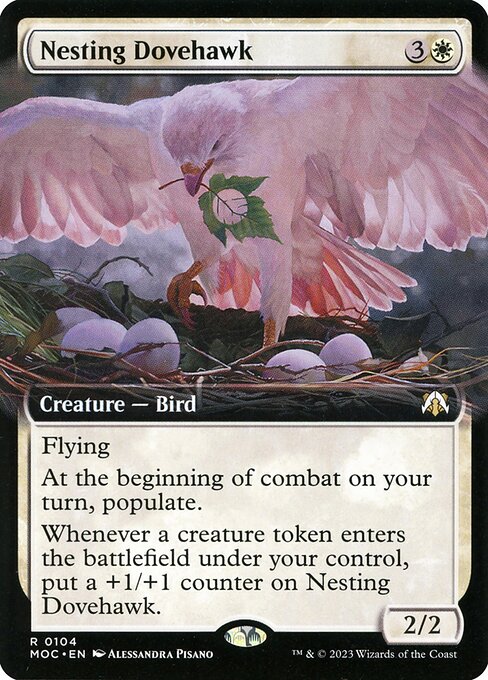 Nesting Dovehawk 3
Creature — Bird
Flying
At the beginning of combat on your
turn, populate.
Whenever a creature token enters
the battlefield under your control,
put a +1/+1 counter on Nesting
Dovehawk.
2/2
R 0104
MOC • EN Alessandra Pisano
™ & © 2023 Wizards of the Coast